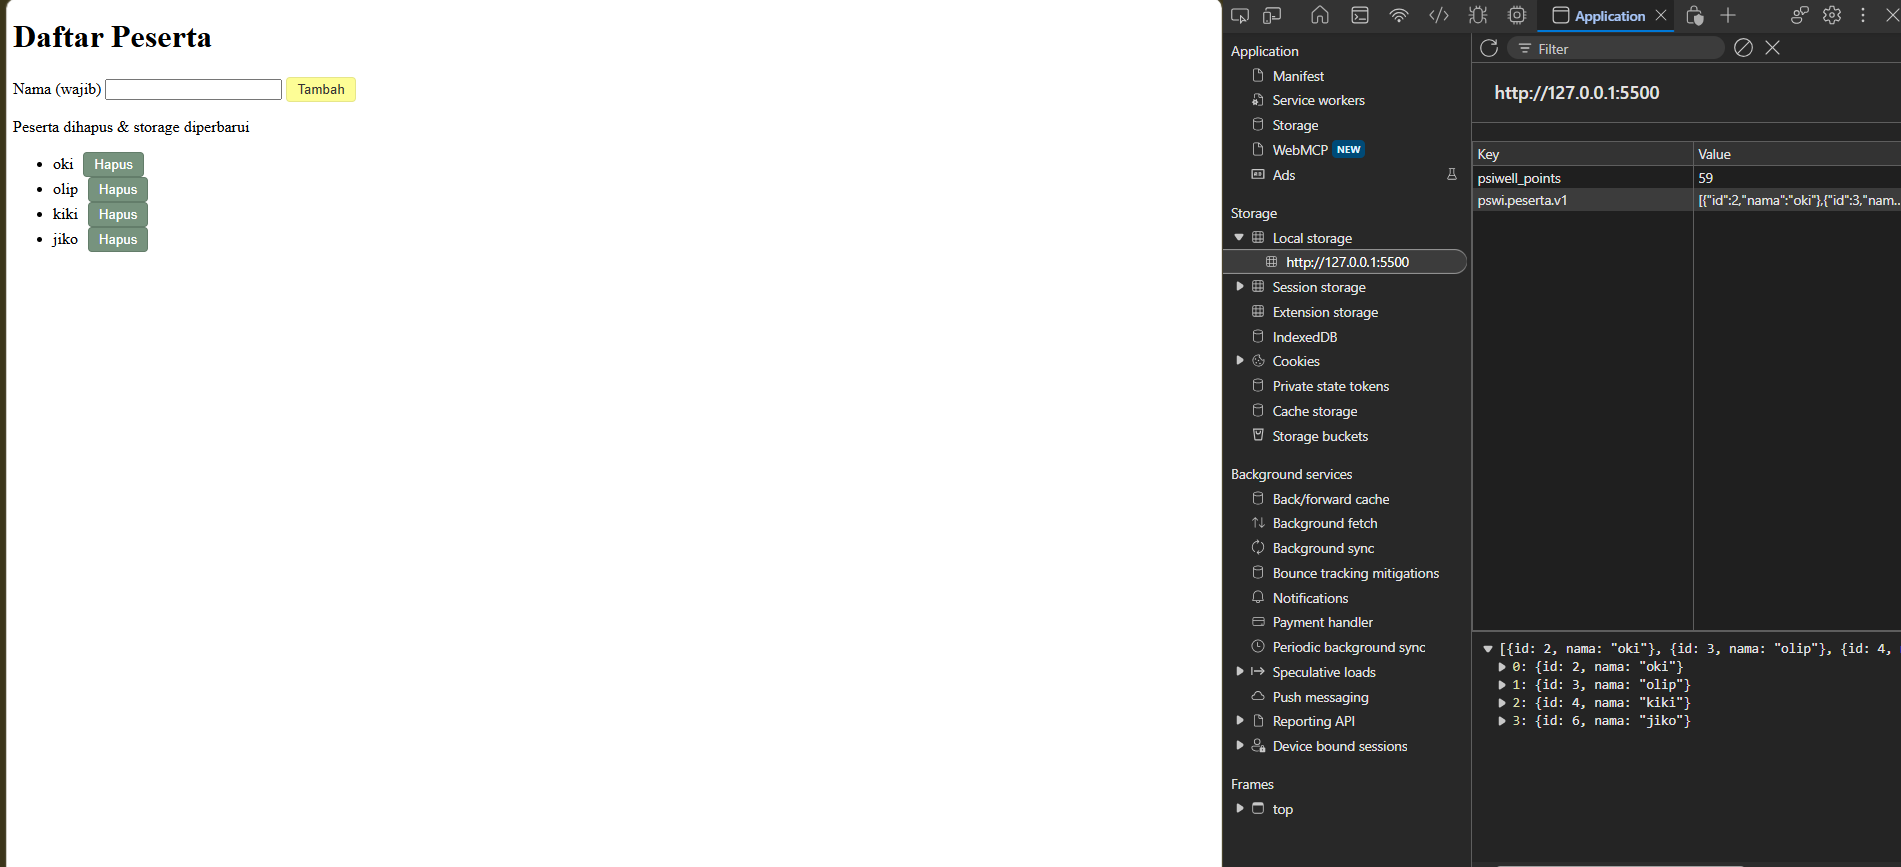 Daftar Peserta
Nama (wajib) Tambah
Peserta dihapus & storage diperbarui
oki Hapus
olip Hapus
kiki Hapus
jiko Hapus
Application
Application
Manifest
Service workers
Storage
WebMCP NEW
Ads
Storage
Local storage
http://127.0.0.1:5500
Session storage
Extension storage
IndexedDB
Cookies
Private state tokens
Cache storage
Storage buckets
Background services
Back/forward cache
Background fetch
Background sync
Bounce tracking mitigations
Notifications
Payment handler
Periodic background sync
Speculative loads
Push messaging
Reporting API
Device bound sessions
Frames
top
Filter
http://127.0.0.1:5500
Key Value
psiwell_points 59
pswi.peserta.v1 [{"id":2,"nama":"oki"},{"id":3,"nam...
[{id: 2, nama: "oki"}, {id: 3, nama: "olip"}, {id: 4,
0: {id: 2, nama: "oki"}
1: {id: 3, nama: "olip"}
2: {id: 4, nama: "kiki"}
3: {id: 6, nama: "jiko"}